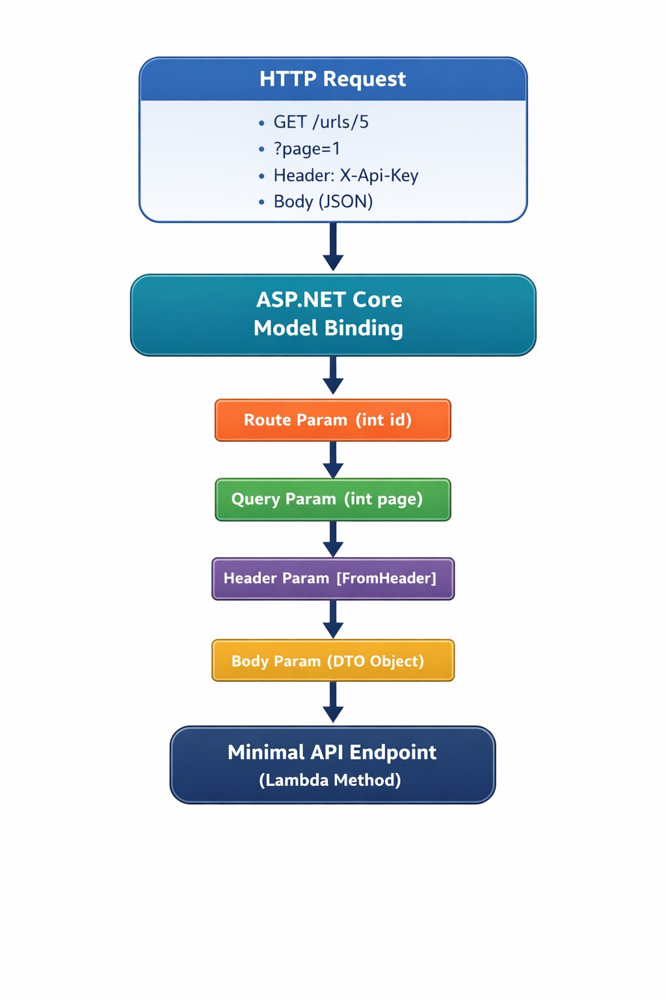 HTTP Request
• GET /urls/5
• ?page=1
• Header: X-Api-Key
• Body (JSON)
ASP.NET Core
Model Binding
Route Param (int id)
Query Param (int page)
Header Param [FromHeader]
Body Param (DTO Object)
Minimal API Endpoint
(Lambda Method)